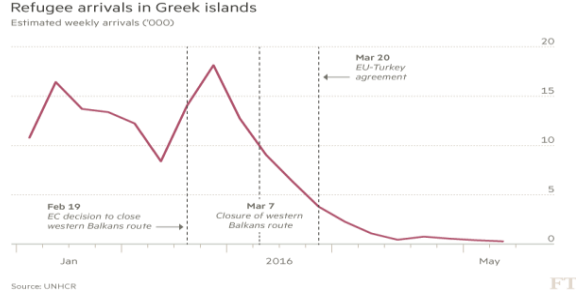 Refugee arrivals in Greek islands
Estimated weekly arrivals ('000)
20
Mar 20
EU-Turkey
agreement
15
10
5
Feb 19
EC decision to close
western Balkans route
Mar 7
Closure of western
Balkans route
0
Jan
2016
May
Source: UNHCR
FT